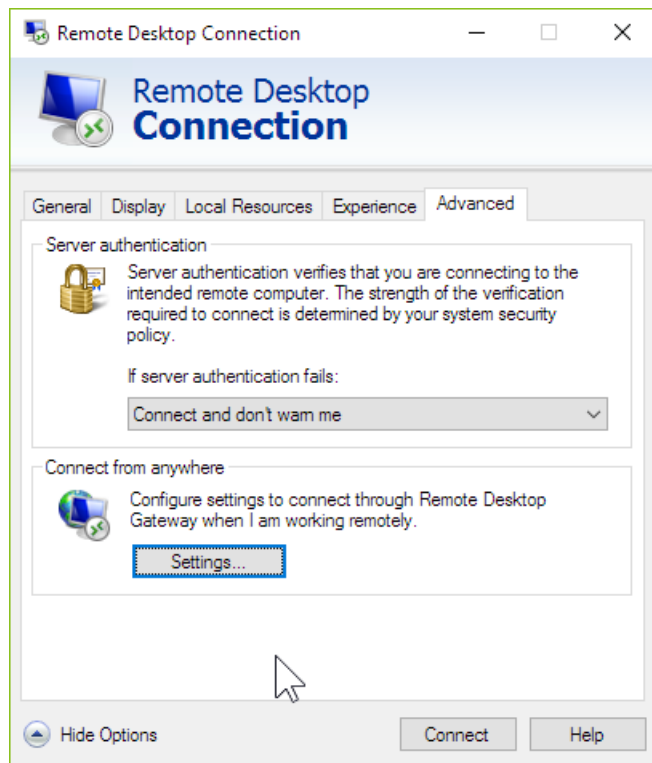 Remote Desktop Connection
Remote Desktop
Connection
General Display Local Resources Experience Advanced
Server authentication
Server authentication verifies that you are connecting to the
intended remote computer. The strength of the verification
required to connect is determined by your system security
policy.
If server authentication fails:
Connect and don't warn me
Connect from anywhere
Configure settings to connect through Remote Desktop
Gateway when I am working remotely.
Settings...
Hide Options Connect Help